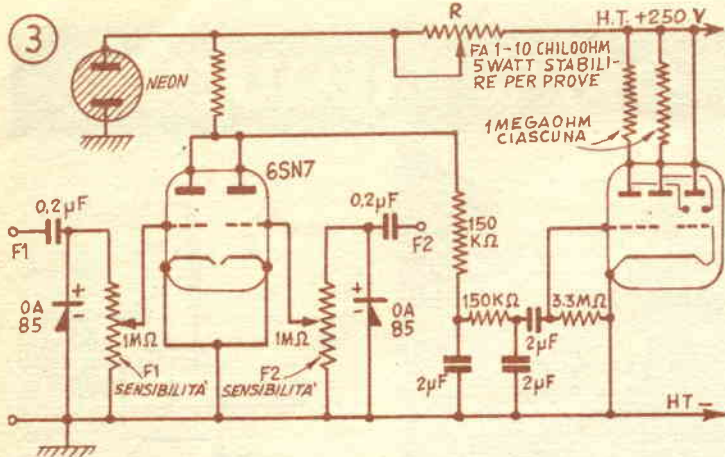 3
NEON
R
H.T. +250 V
FA 1-10 CHILOOHM
5 WATT STABILI-
RE PER PROVE
1 MEGAOHM
CIASCUNA
6SN7
0,2µF
F1
0,2µF
F2
150
KΩ
OA
85
1MΩ
1MΩ
OA
85
150KΩ
3.3MΩ
2µF
2µF
2µF
F1
SENSIBILITA'
F2
SENSIBILITA'
HT -